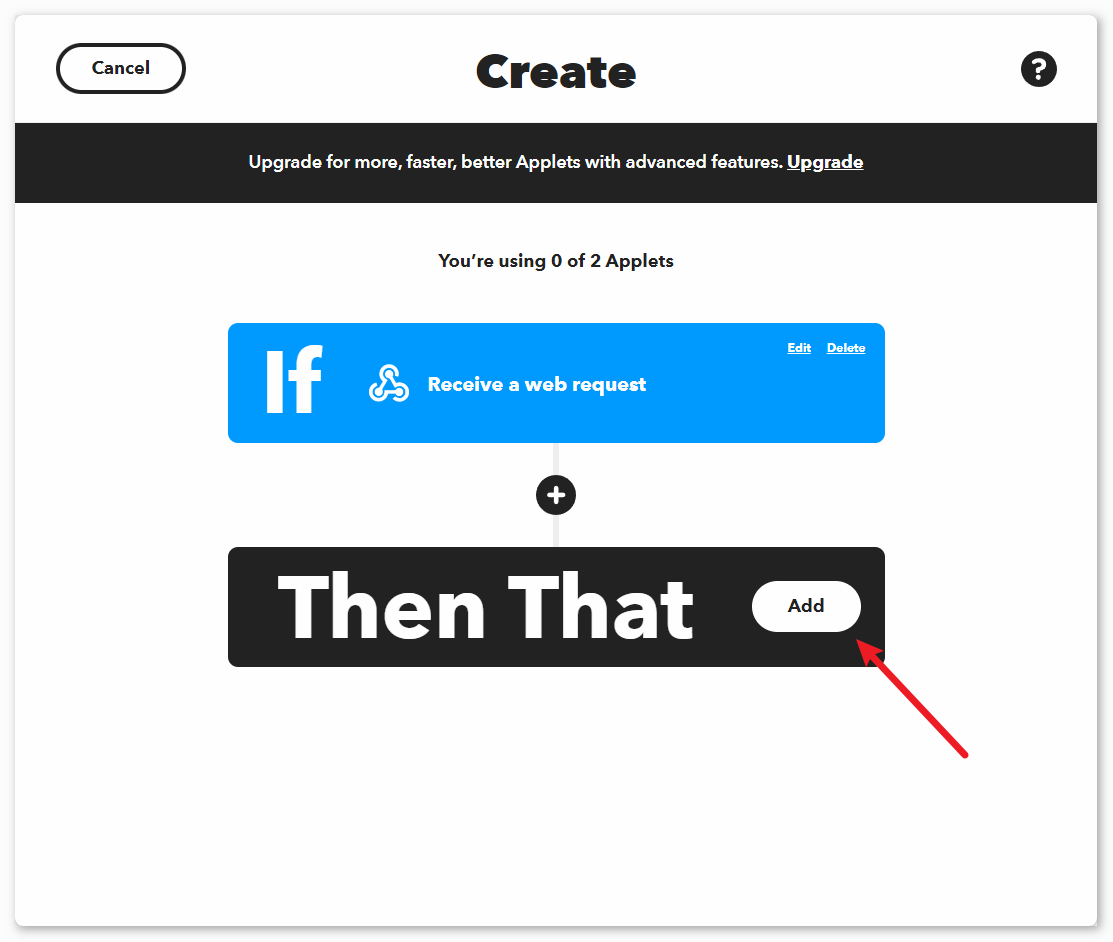 Cancel
Create
?
Upgrade for more, faster, better Applets with advanced features. Upgrade
You’re using 0 of 2 Applets
If
Receive a web request
Edit
Delete
Then That
Add